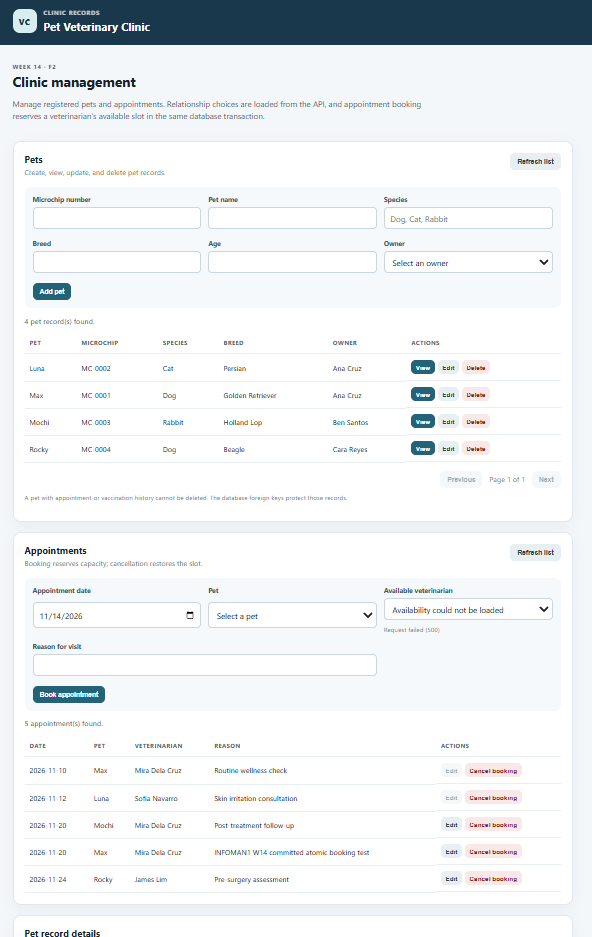 VC
CLINIC RECORDS
Pet Veterinary Clinic
WEEK 14 · F2
Clinic management
Manage registered pets and appointments. Relationship choices are loaded from the API, and appointment booking
reserves a veterinarian's available slot in the same database transaction.
Pets
Create, view, update, and delete pet records.
Refresh list
Microchip number Pet name Species
Dog, Cat, Rabbit
Breed Age Owner
Select an owner
Add pet
4 pet record(s) found.
PET MICROCHIP SPECIES BREED OWNER ACTIONS
Luna MC-0002 Cat Persian Ana Cruz View Edit Delete
Max MC-0001 Dog Golden Retriever Ana Cruz View Edit Delete
Mochi MC-0003 Rabbit Holland Lop Ben Santos View Edit Delete
Rocky MC-0004 Dog Beagle Cara Reyes View Edit Delete
Previous Page 1 of 1 Next
A pet with appointment or vaccination history cannot be deleted. The database foreign keys protect those records.
Appointments
Booking reserves capacity; cancellation restores the slot.
Refresh list
Appointment date Pet Available veterinarian
11/14/2026 Select a pet Availability could not be loaded
Request failed (500)
Reason for visit
Book appointment
5 appointment(s) found.
DATE PET VETERINARIAN REASON ACTIONS
2026-11-10 Max Mira Dela Cruz Routine wellness check Edit Cancel booking
2026-11-12 Luna Sofia Navarro Skin irritation consultation Edit Cancel booking
2026-11-20 Mochi Mira Dela Cruz Post-treatment follow-up Edit Cancel booking
2026-11-20 Max Mira Dela Cruz INFOMAN1 W14 committed atomic booking test Edit Cancel booking
2026-11-24 Rocky James Lim Pre-surgery assessment Edit Cancel booking
Pet record details